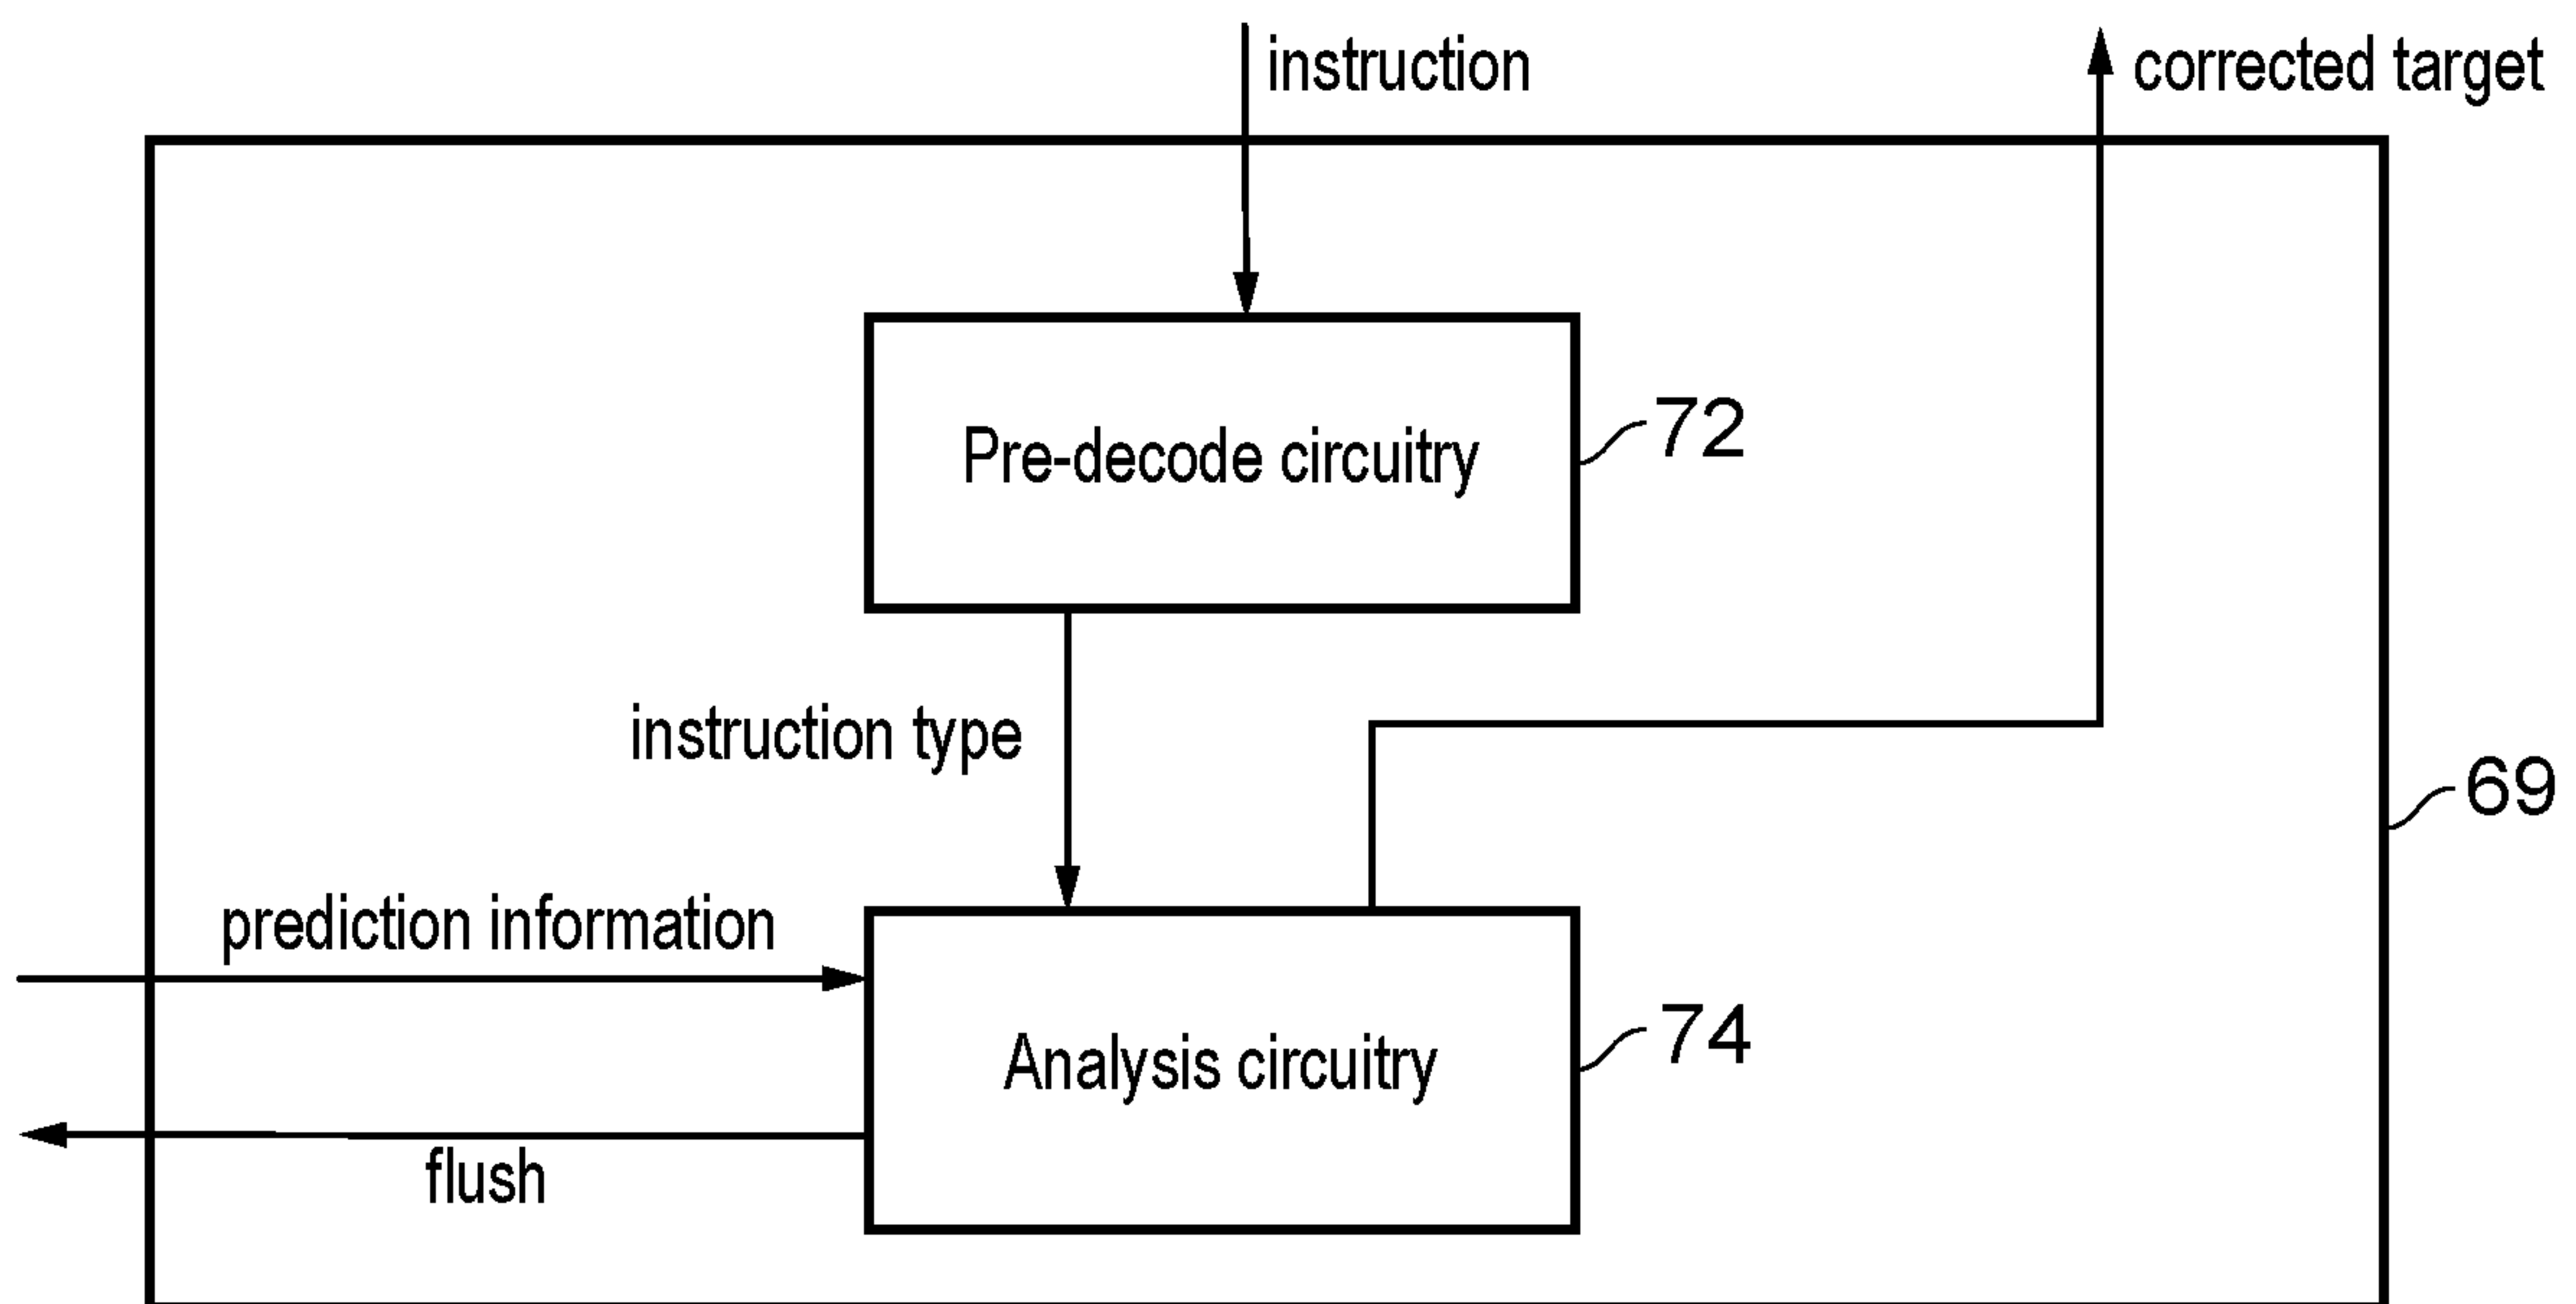 instruction
corrected target
Pre-decode circuitry
72
instruction type
69
prediction information
Analysis circuitry
74
flush